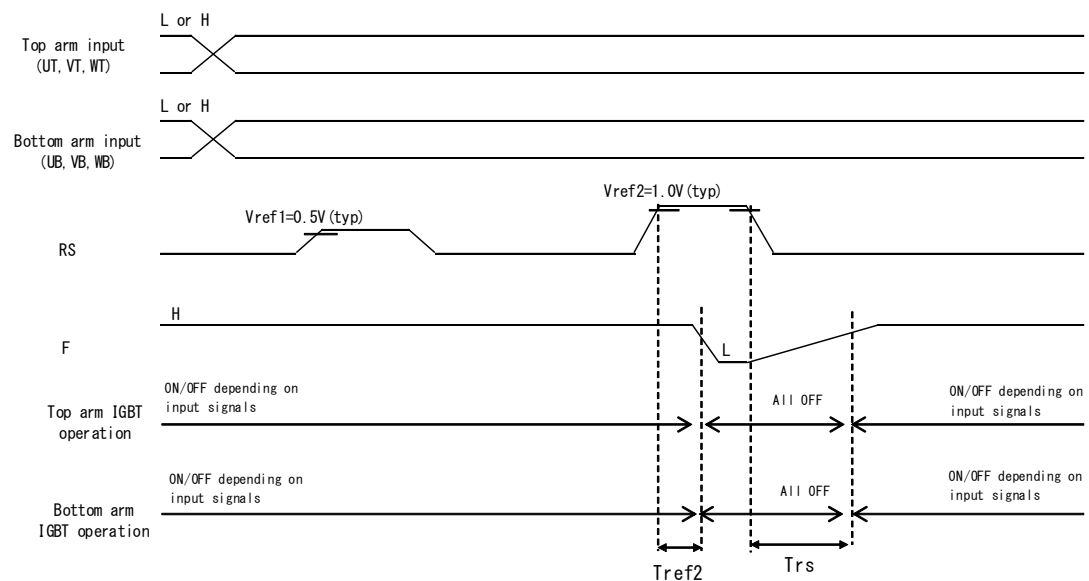 L or H
Top arm input
(UT, VT, WT)
L or H
Bottom arm input
(UB, VB, WB)
Vref2=1.0V(typ)
Vref1=0.5V(typ)
RS
H
F
L
ON/OFF depending on
input signals
All OFF
ON/OFF depending on
input signals
Top arm IGBT
operation
ON/OFF depending on
input signals
All OFF
ON/OFF depending on
input signals
Bottom arm
IGBT operation
Tref2
Trs